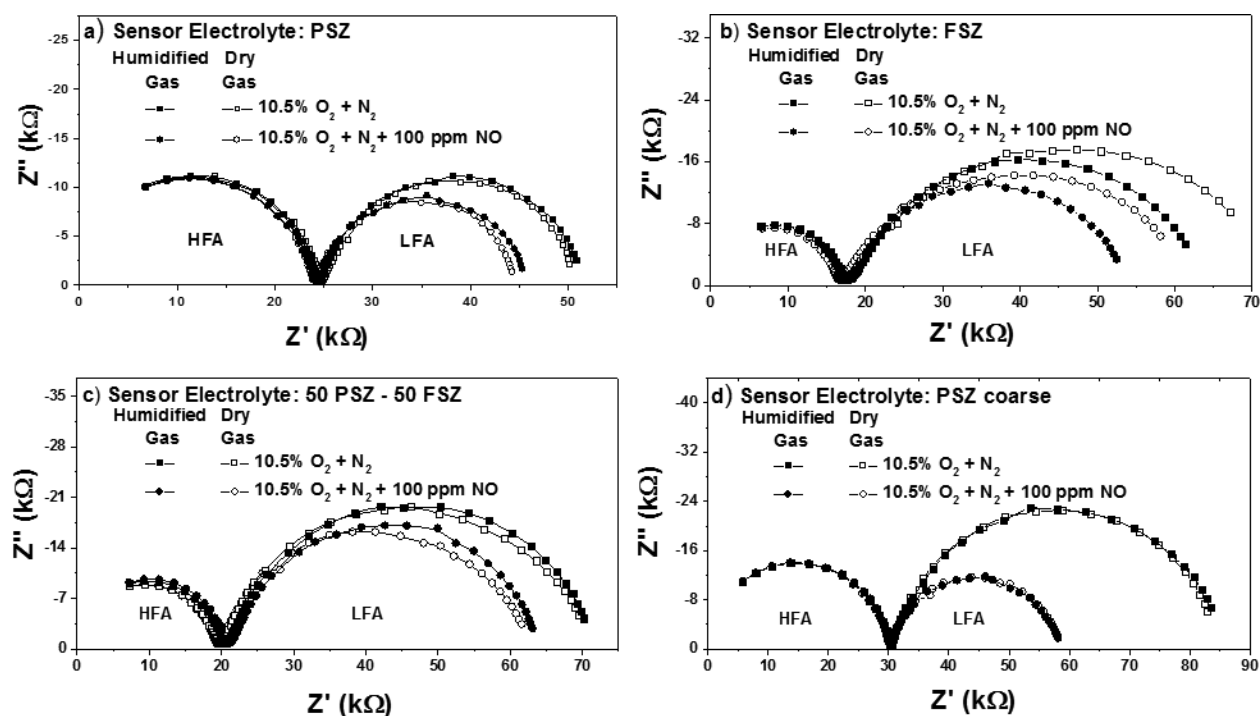 a) Sensor Electrolyte: PSZ
Humidified Dry
Gas Gas
10.5% O2 + N2
10.5% O2 + N2 + 100 ppm NO
-25
-20
-15
-10
-5
0
Z'' (kΩ)
HFA
LFA
0 10 20 30 40 50
Z' (kΩ)
b) Sensor Electrolyte: FSZ
Humidified Dry
Gas Gas
10.5% O2 + N2
10.5% O2 + N2 + 100 ppm NO
-32
-24
-16
-8
0
Z'' (kΩ)
HFA
LFA
0 10 20 30 40 50 60 70
Z' (kΩ)
c) Sensor Electrolyte: 50 PSZ - 50 FSZ
Humidified Dry
Gas Gas
10.5% O2 + N2
10.5% O2 + N2 + 100 ppm NO
-35
-28
-21
-14
-7
0
Z'' (kΩ)
HFA
LFA
0 10 20 30 40 50 60 70
Z' (kΩ)
d) Sensor Electrolyte: PSZ coarse
Humidified Dry
Gas Gas
10.5% O2 + N2
10.5% O2 + N2 + 100 ppm NO
-40
-32
-24
-16
-8
0
Z'' (kΩ)
HFA
LFA
0 10 20 30 40 50 60 70 80 90
Z' (kΩ)